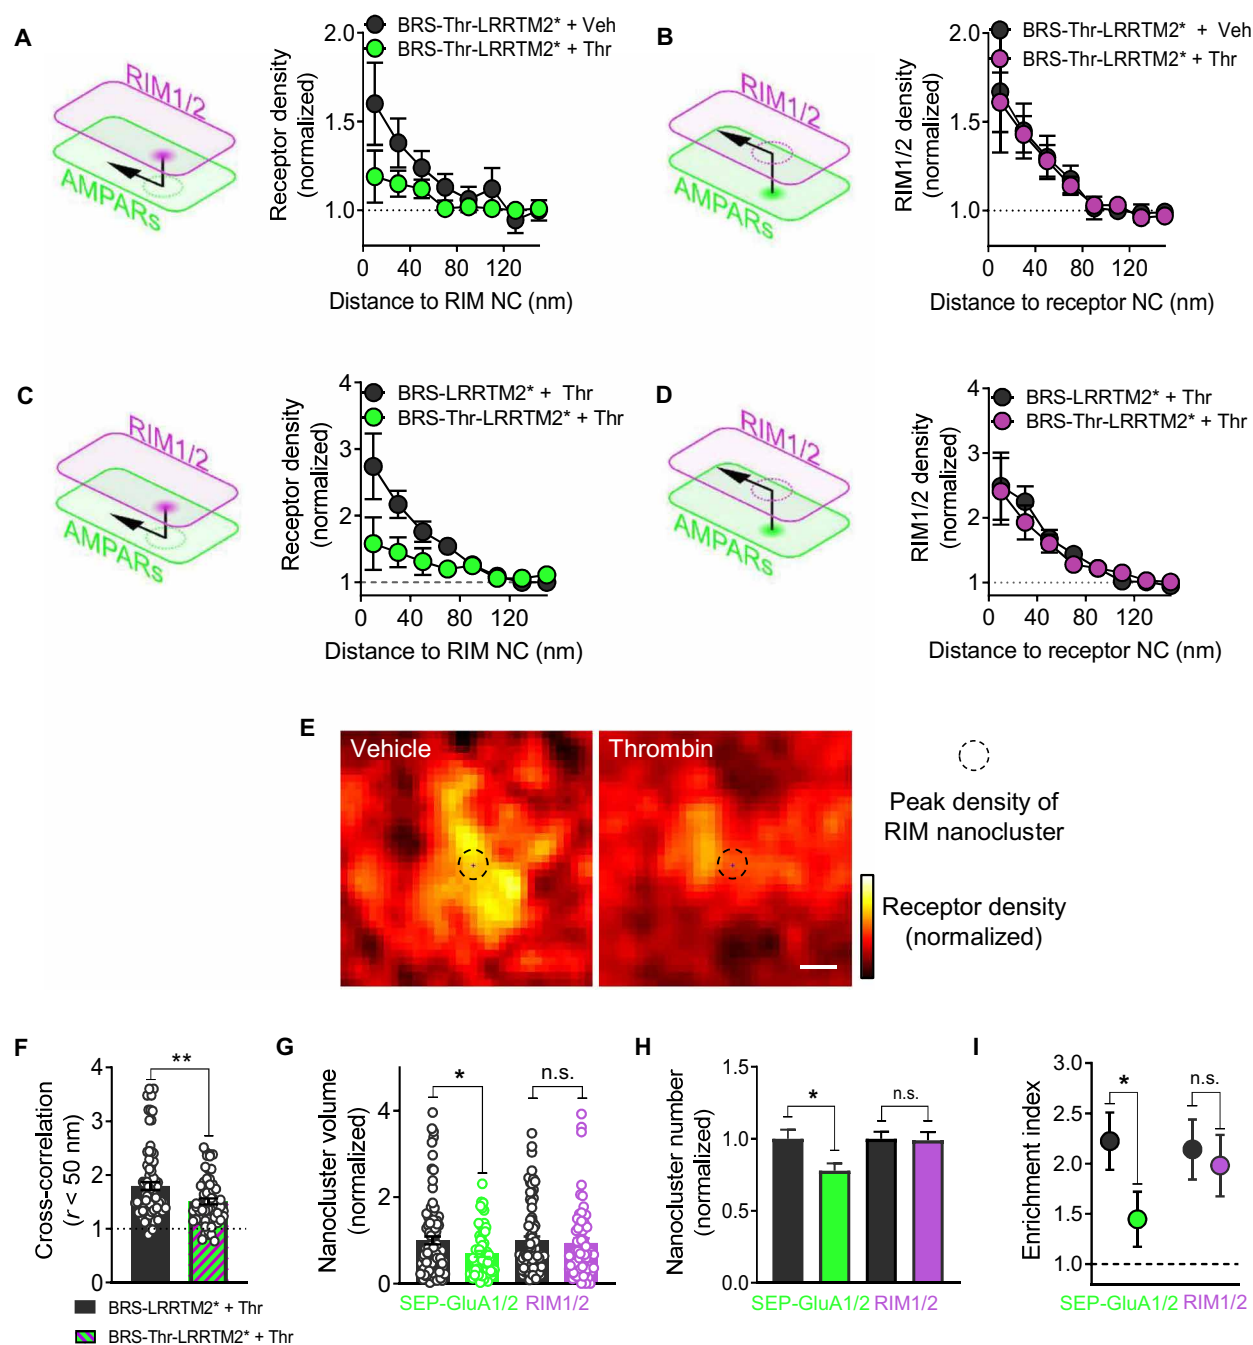 A
RIM1/2
AMPARs
Receptor density
(normalized)
BRS-Thr-LRRTM2* + Veh
BRS-Thr-LRRTM2* + Thr
2.0
1.5
1.0
0 40 80 120
Distance to RIM NC (nm)
B
RIM1/2
AMPARs
RIM1/2 density
(normalized)
BRS-Thr-LRRTM2* + Veh
BRS-Thr-LRRTM2* + Thr
2.0
1.5
1.0
0 40 80 120
Distance to receptor NC (nm)
C
RIM1/2
AMPARs
Receptor density
(normalized)
BRS-LRRTM2* + Thr
BRS-Thr-LRRTM2* + Thr
4
3
2
1
0 40 80 120
Distance to RIM NC (nm)
D
RIM1/2
AMPARs
RIM1/2 density
(normalized)
BRS-LRRTM2* + Thr
BRS-Thr-LRRTM2* + Thr
4
3
2
1
0 40 80 120
Distance to receptor NC (nm)
E
Vehicle
Thrombin
Peak density of
RIM nanocluster
Receptor density
(normalized)
F
Cross-correlation
(r < 50 nm)
4
3
2
1
0
**
BRS-LRRTM2* + Thr
BRS-Thr-LRRTM2* + Thr
G
Nanocluster volume
(normalized)
4
2
0
*
n.s.
SEP-GluA1/2 RIM1/2
H
Nanocluster number
(normalized)
1.5
1.0
0.5
0.0
*
n.s.
SEP-GluA1/2 RIM1/2
I
Enrichment index
3.0
2.5
2.0
1.5
1.0
*
n.s.
SEP-GluA1/2 RIM1/2